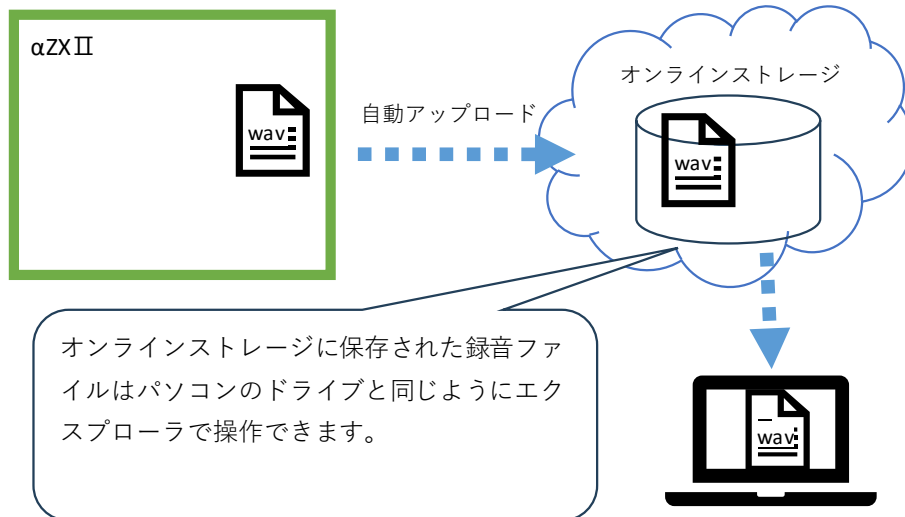 αZXⅡ
wav
自動アップロード
オンラインストレージ
wav
オンラインストレージに保存された録音ファ
イルはパソコンのドライブと同じようにエク
スプローラで操作できます。
wav